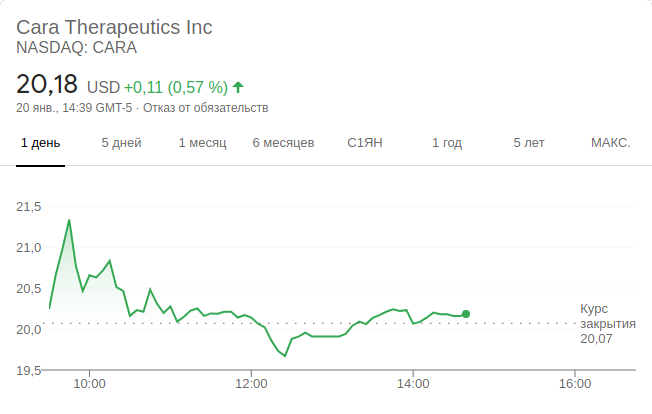 Cara Therapeutics Inc
NASDAQ: CARA
20,18 USD +0,11 (0,57 %)
20 янв., 14:39 GMT-5 · Отказ от обязательств
1 день 5 дней 1 месяц 6 месяцев С1ЯН 1 год 5 лет МАКС.
21,5
21,0
20,5
20,0
19,5
Курс
закрытия
20,07
10:00 12:00 14:00 16:00